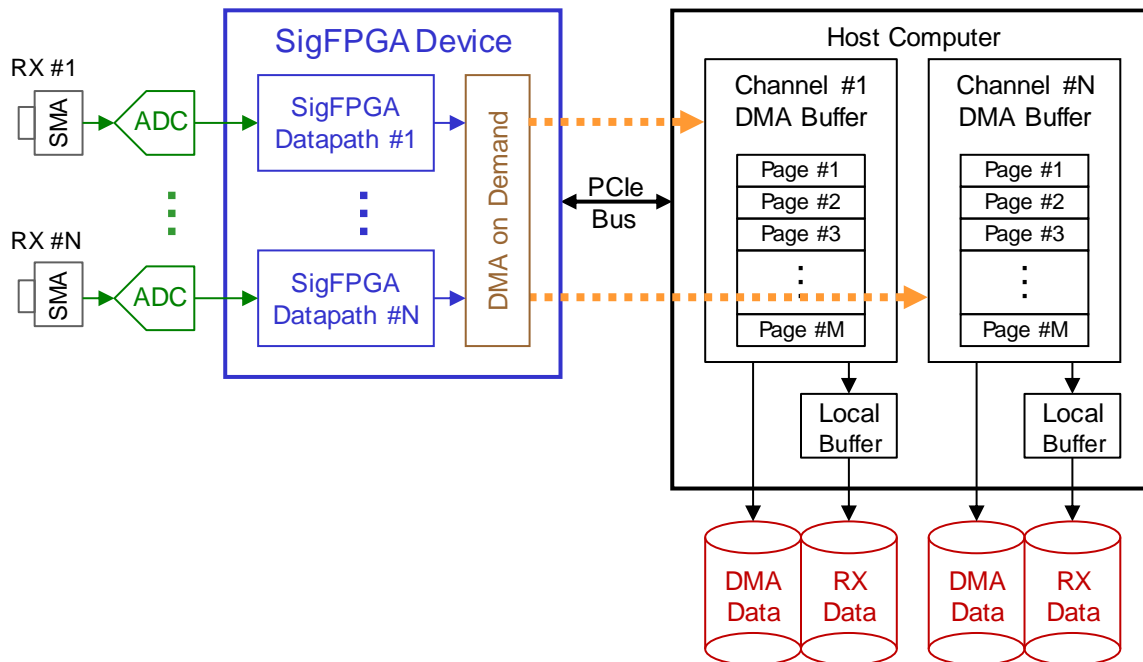 SigFPGA Device
Host Computer
RX #1
SMA
ADC
SigFPGA
Datapath #1
DMA on Demand
PCIe
Bus
Channel #1
DMA Buffer
Page #1
Page #2
Page #3
Page #M
Channel #N
DMA Buffer
Page #1
Page #2
Page #3
Page #M
RX #N
SMA
ADC
SigFPGA
Datapath #N
Local
Buffer
Local
Buffer
DMA
Data
RX
Data
DMA
Data
RX
Data